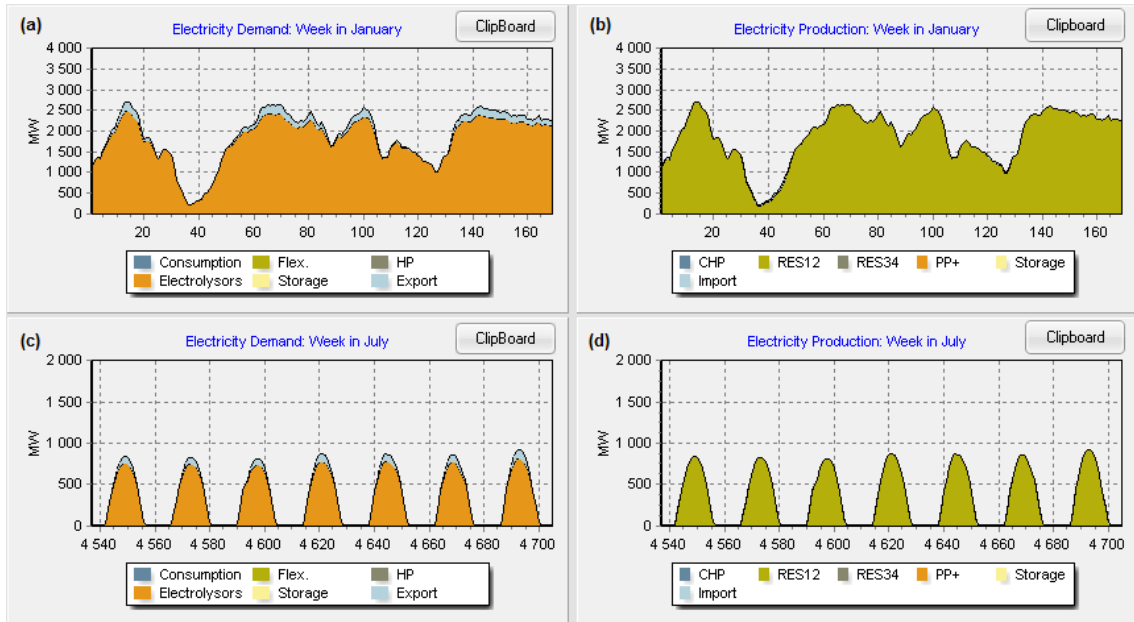 (a) Electricity Demand: Week in January ClipBoard
4 000
3 500
3 000
2 500
2 000
1 500
1 000
500
0
MW
20 40 60 80 100 120 140 160
Consumption Flex. HP
Electrolysors Storage Export
(b) Electricity Production: Week in January Clipboard
4 000
3 500
3 000
2 500
2 000
1 500
1 000
500
0
MW
20 40 60 80 100 120 140 160
CHP RES12 RES34 PP+ Storage
Import
(c) Electricity Demand: Week in July ClipBoard
2 000
1 500
1 000
500
0
MW
4 540 4 560 4 580 4 600 4 620 4 640 4 660 4 680 4 700
Consumption Flex. HP
Electrolysors Storage Export
(d) Electricity Production: Week in July Clipboard
2 000
1 500
1 000
500
0
MW
4 540 4 560 4 580 4 600 4 620 4 640 4 660 4 680 4 700
CHP RES12 RES34 PP+ Storage
Import